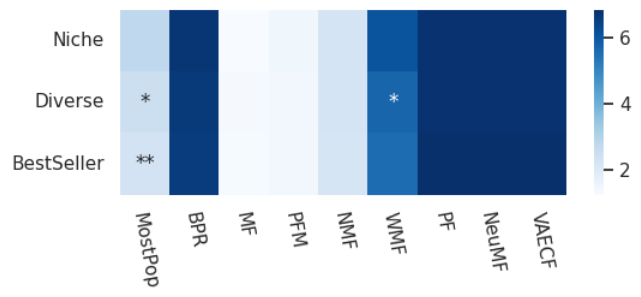 Niche
Diverse
BestSeller
*
*
**
MostPop
BPR
MF
PFM
NMF
WMF
PF
NeuMF
VAECF
6
4
2